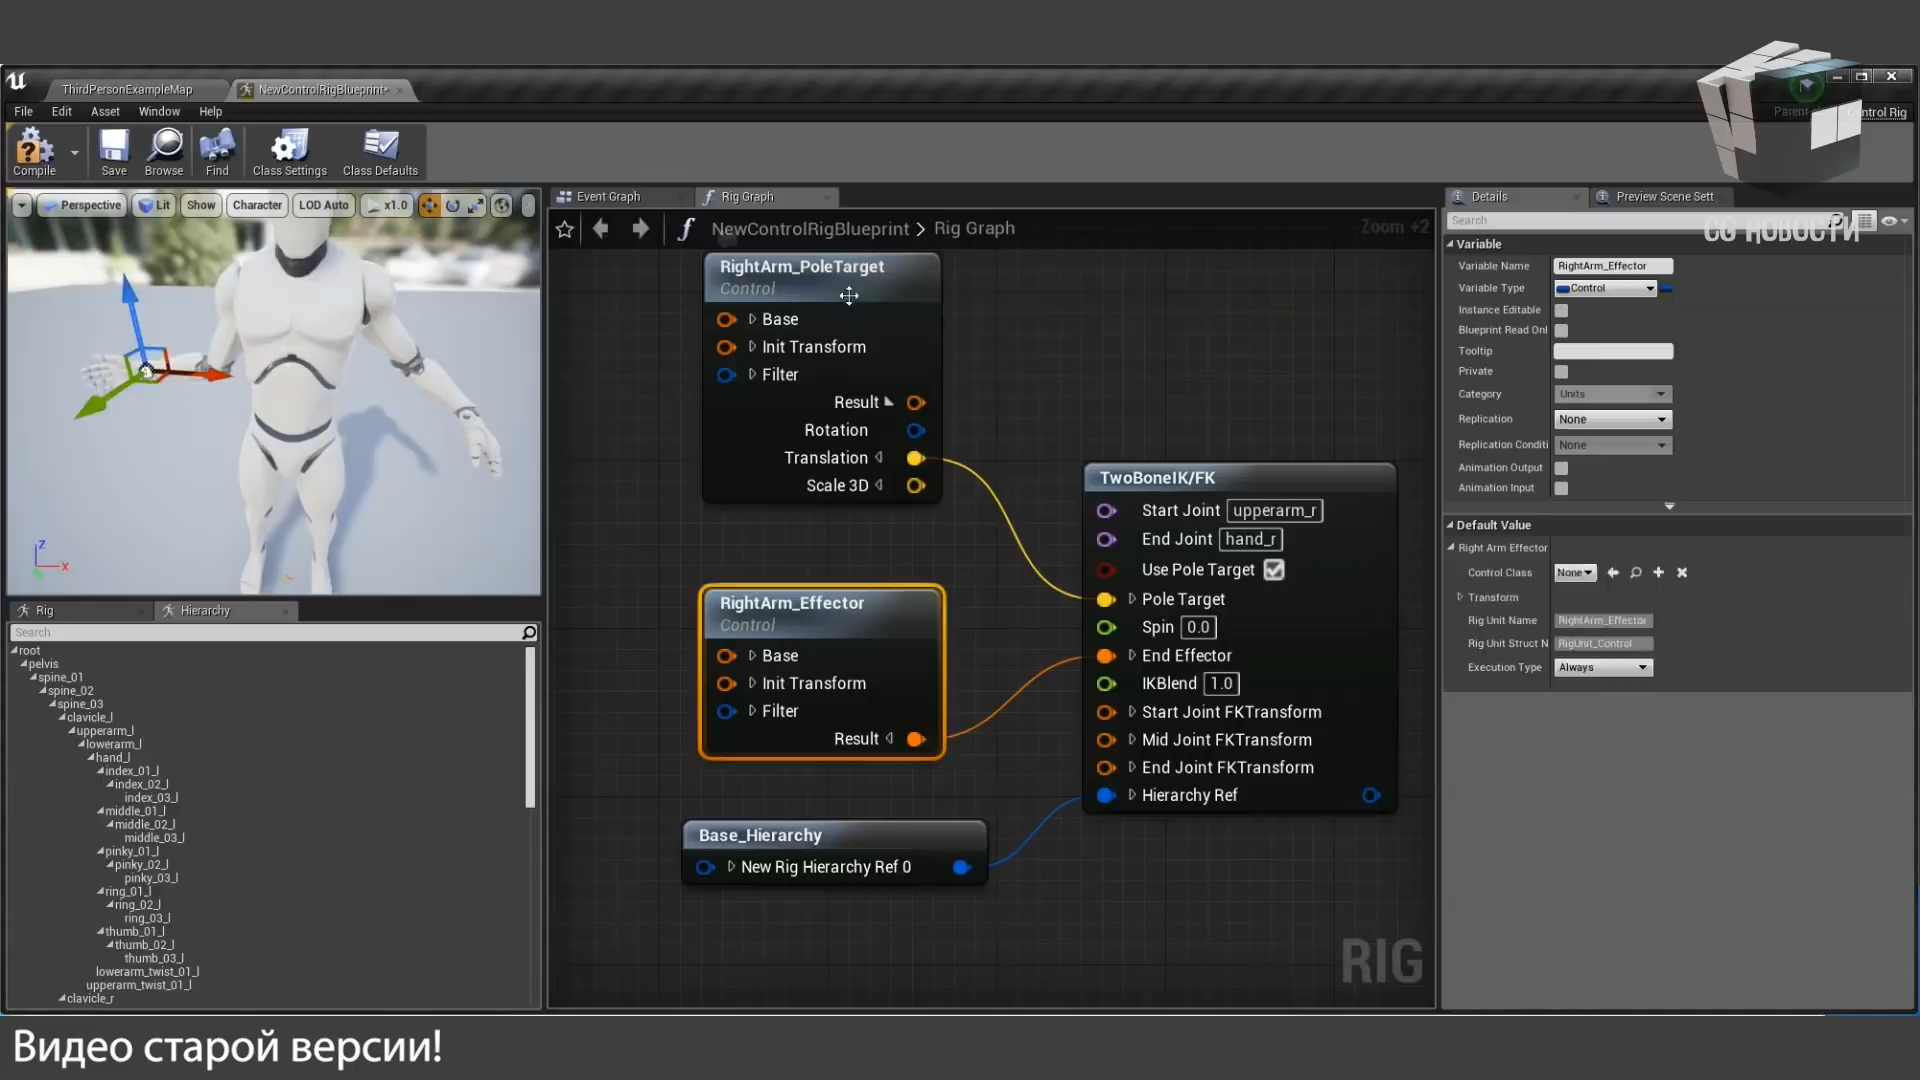 ThirdPersonExampleMap
NewControlRigBlueprint*
File Edit Asset Window Help
Parent
Control Rig
Compile
Save
Browse
Find
Class Settings
Class Defaults
CG НОВОСТИ
Perspective
Lit
Show
Character
LOD Auto
x1.0
Z
X
Event Graph
Rig Graph
NewControlRigBlueprint > Rig Graph
Zoom +2
RightArm_PoleTarget
Control
Base
Init Transform
Filter
Result
Rotation
Translation
Scale 3D
RightArm_Effector
Control
Base
Init Transform
Filter
Result
Base_Hierarchy
New Rig Hierarchy Ref 0
TwoBoneIK/FK
Start Joint upperarm_r
End Joint hand_r
Use Pole Target
Pole Target
Spin 0.0
End Effector
IKBlend 1.0
Start Joint FKTransform
Mid Joint FKTransform
End Joint FKTransform
Hierarchy Ref
RIG
Rig
Hierarchy
Search
root
pelvis
spine_01
spine_02
spine_03
clavicle_l
upperarm_l
lowerarm_l
hand_l
index_01_l
index_02_l
index_03_l
middle_01_l
middle_02_l
middle_03_l
pinky_01_l
pinky_02_l
pinky_03_l
ring_01_l
ring_02_l
ring_03_l
thumb_01_l
thumb_02_l
thumb_03_l
lowerarm_twist_01_l
upperarm_twist_01_l
clavicle_r
Details
Preview Scene Sett
Search
Variable
Variable Name RightArm_Effector
Variable Type Control
Instance Editable
Blueprint Read Onl
Tooltip
Private
Category Units
Replication None
Replication Conditi None
Animation Output
Animation Input
Default Value
Right Arm Effector
Control Class None
Transform
Rig Unit Name RightArm_Effector
Rig Unit Struct N RigUnit_Control
Execution Type Always
Видео старой версии!